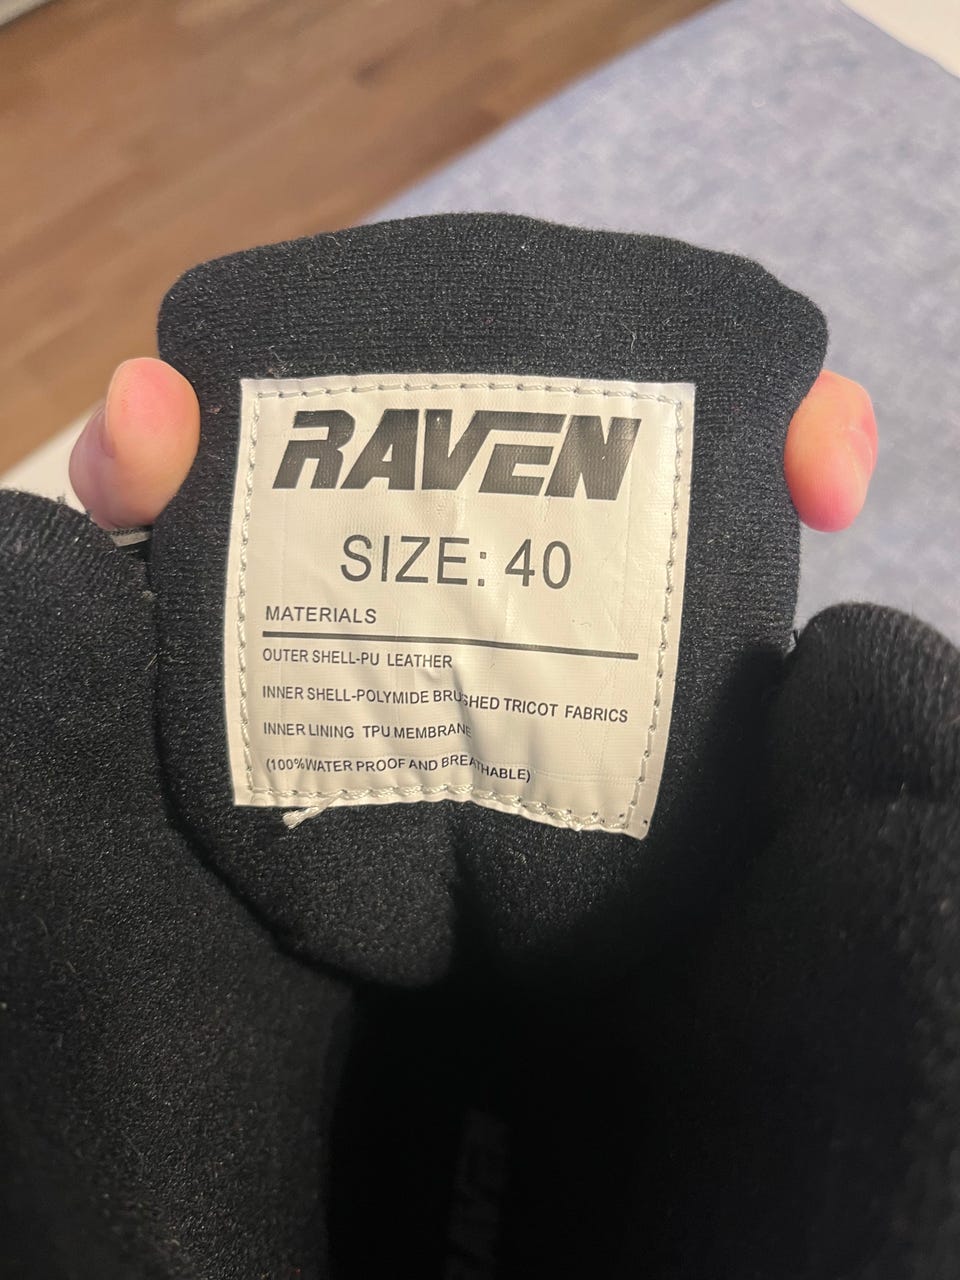 RAVEN
SIZE: 40
MATERIALS
OUTER SHELL-PU LEATHER
INNER SHELL-POLYMIDE BRUSHED TRICOT FABRICS
INNER LINING TPU MEMBRANE
(100%WATER PROOF AND BREATHABLE)
RAVEN